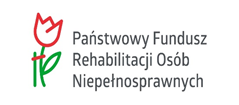 Państwowy Fundusz
Rehabilitacji Osób
Niepełnosprawnych